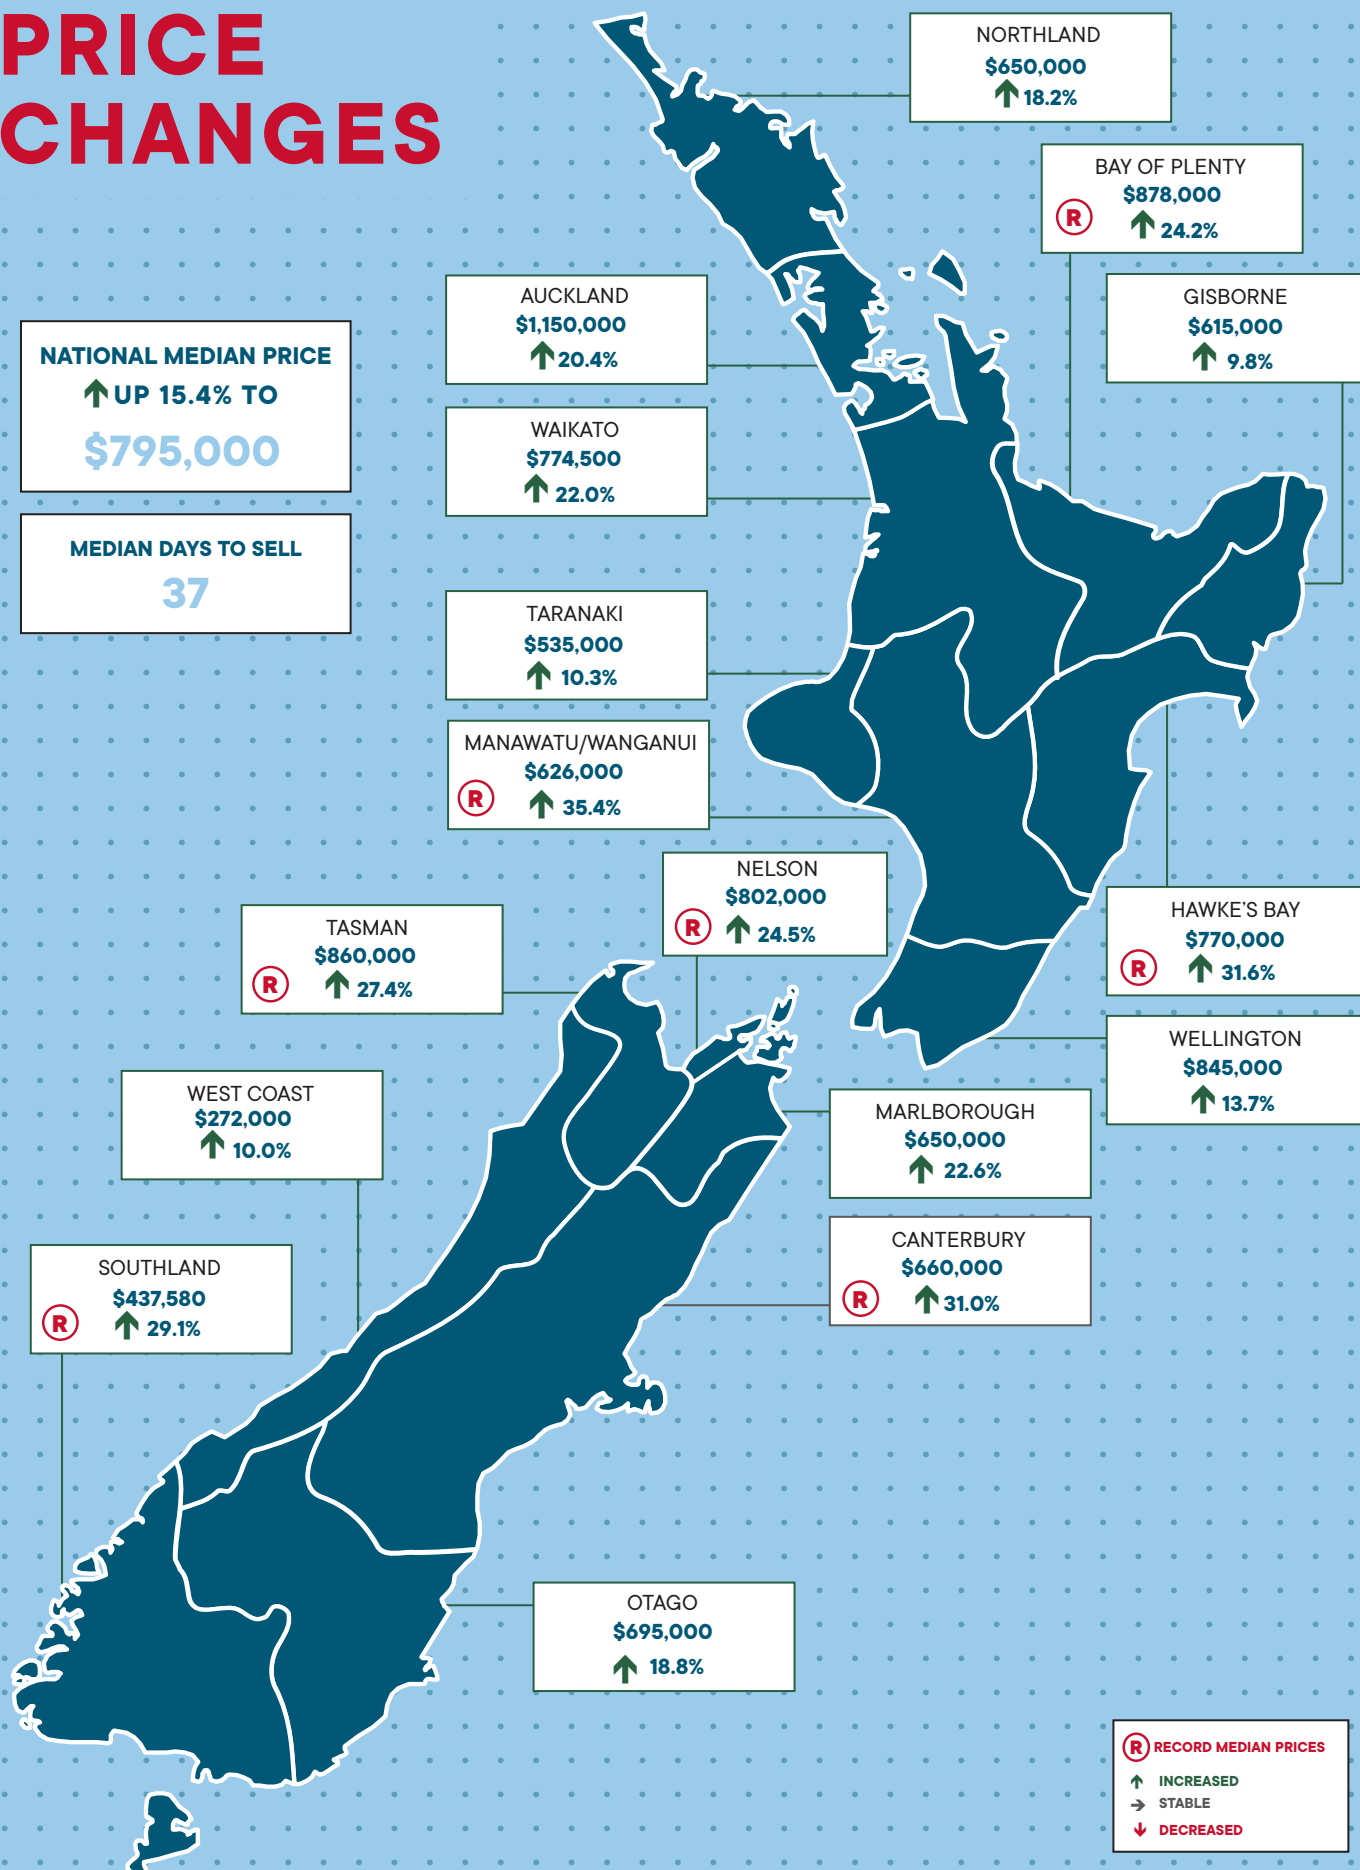 PRICE
CHANGES
NORTHLAND
$650,000
18.2%
BAY OF PLENTY
$878,000
R
24.2%
AUCKLAND
$1,150,000
20.4%
GISBORNE
$615,000
9.8%
NATIONAL MEDIAN PRICE
UP 15.4% TO
$795,000
WAIKATO
$774,500
22.0%
MEDIAN DAYS TO SELL
37
TARANAKI
$535,000
10.3%
MANAWATU/WANGANUI
$626,000
R
35.4%
NELSON
$802,000
R
24.5%
TASMAN
$860,000
R
27.4%
HAWKE'S BAY
$770,000
R
31.6%
WELLINGTON
$845,000
13.7%
WEST COAST
$272,000
10.0%
MARLBOROUGH
$650,000
22.6%
CANTERBURY
$660,000
R
31.0%
SOUTHLAND
$437,580
R
29.1%
OTAGO
$695,000
18.8%
R RECORD MEDIAN PRICES
INCREASED
STABLE
DECREASED